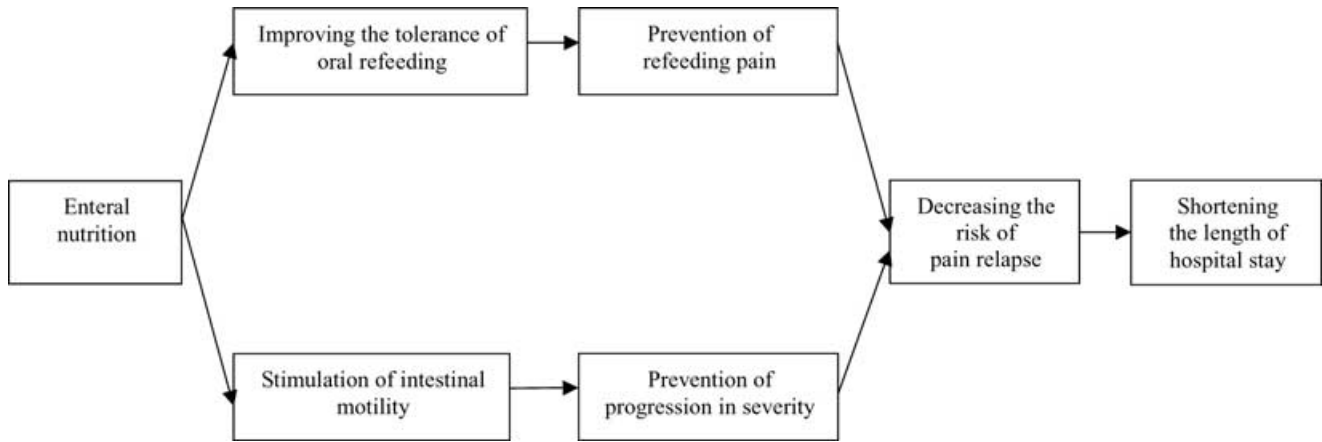 Improving the tolerance of
oral refeeding
Prevention of
refeeding pain
Enteral
nutrition
Decreasing the
risk of
pain relapse
Shortening
the length of
hospital stay
Stimulation of intestinal
motility
Prevention of
progression in severity